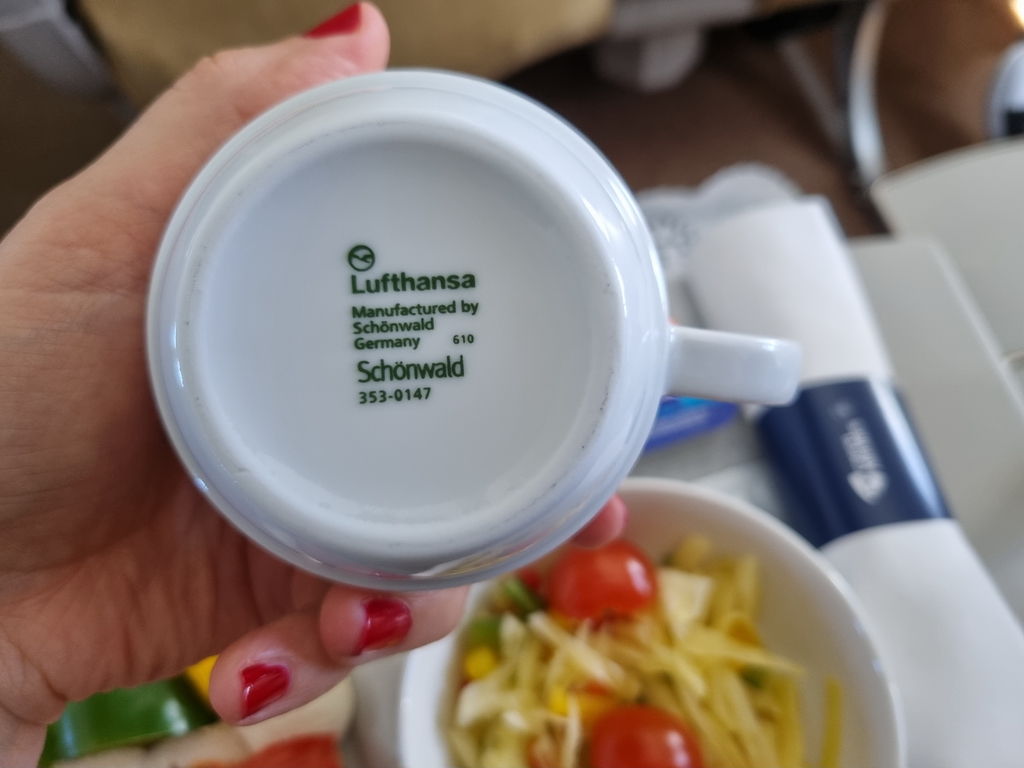 Lufthansa
Manufactured by
Schönwald
Germany 610
Schönwald
353-0147